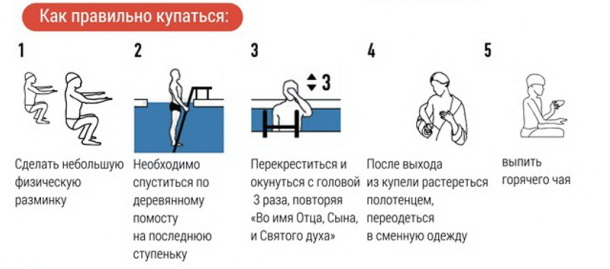 Как правильно купаться:
1
2
3
4
5
3
Сделать небольшую
физическую
разминку
Необходимо
спуститься по
деревянному
помосту
на последнюю
ступеньку
Перекреститься и
окунуться с головой
3 раза, повторяя
«Во имя Отца, Сына,
и Святого духа»
После выхода
из купели растереться
полотенцем,
переодеться
в сменную одежду
выпить
горячего чая